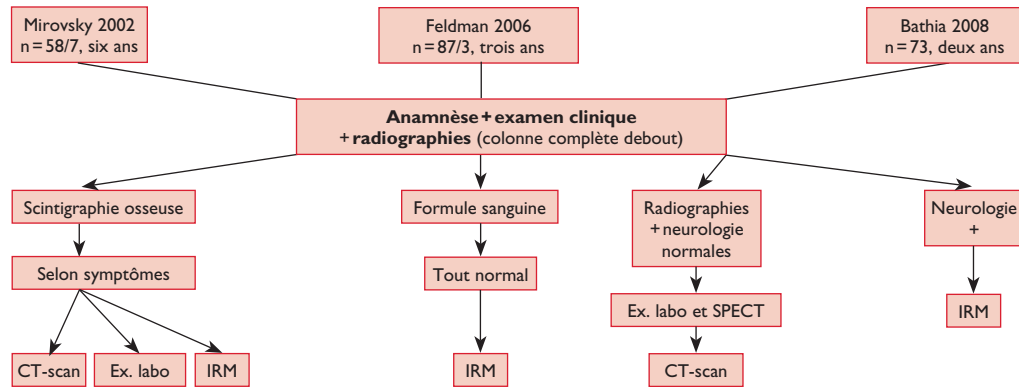 Mirovsky 2002
n = 58/7, six ans
Feldman 2006
n = 87/3, trois ans
Bathia 2008
n = 73, deux ans
Anamnèse + examen clinique
+ radiographies (colonne complète debout)
Scintigraphie osseuse
Formule sanguine
Radiographies
+ neurologie
normales
Neurologie
+
Selon symptômes
Tout normal
Ex. labo et SPECT
IRM
CT-scan
Ex. labo
IRM
IRM
CT-scan